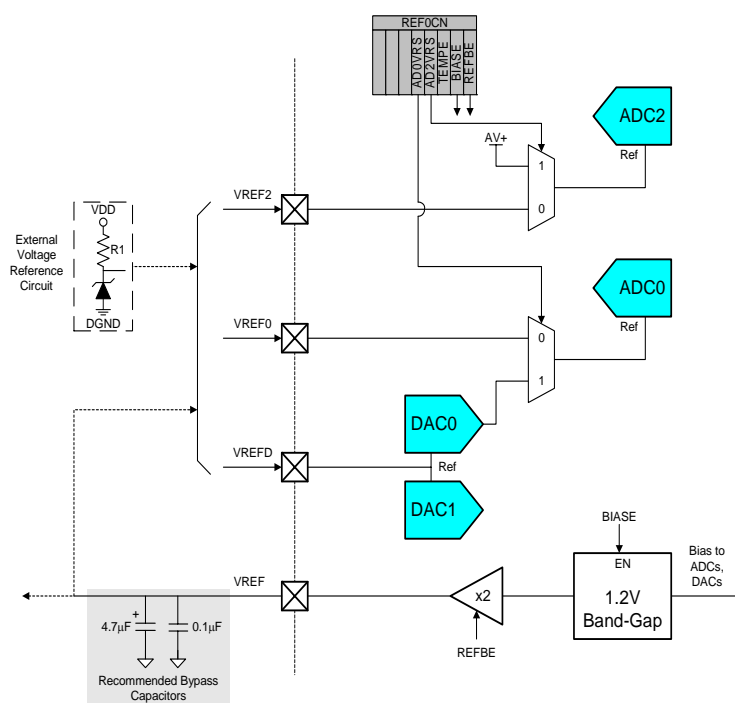 REF0CN
AD0VRS
AD2VRS
TEMPE
BIASE
REFBE
ADC2
Ref
AV+
1
0
VREF2
VDD
R1
DGND
External
Voltage
Reference
Circuit
ADC0
Ref
VREF0
0
1
DAC0
Ref
VREFD
DAC1
BIASE
EN
1.2V
Band-Gap
Bias to
ADCs,
DACs
VREF
x2
REFBE
+
4.7μF
0.1μF
Recommended Bypass
Capacitors